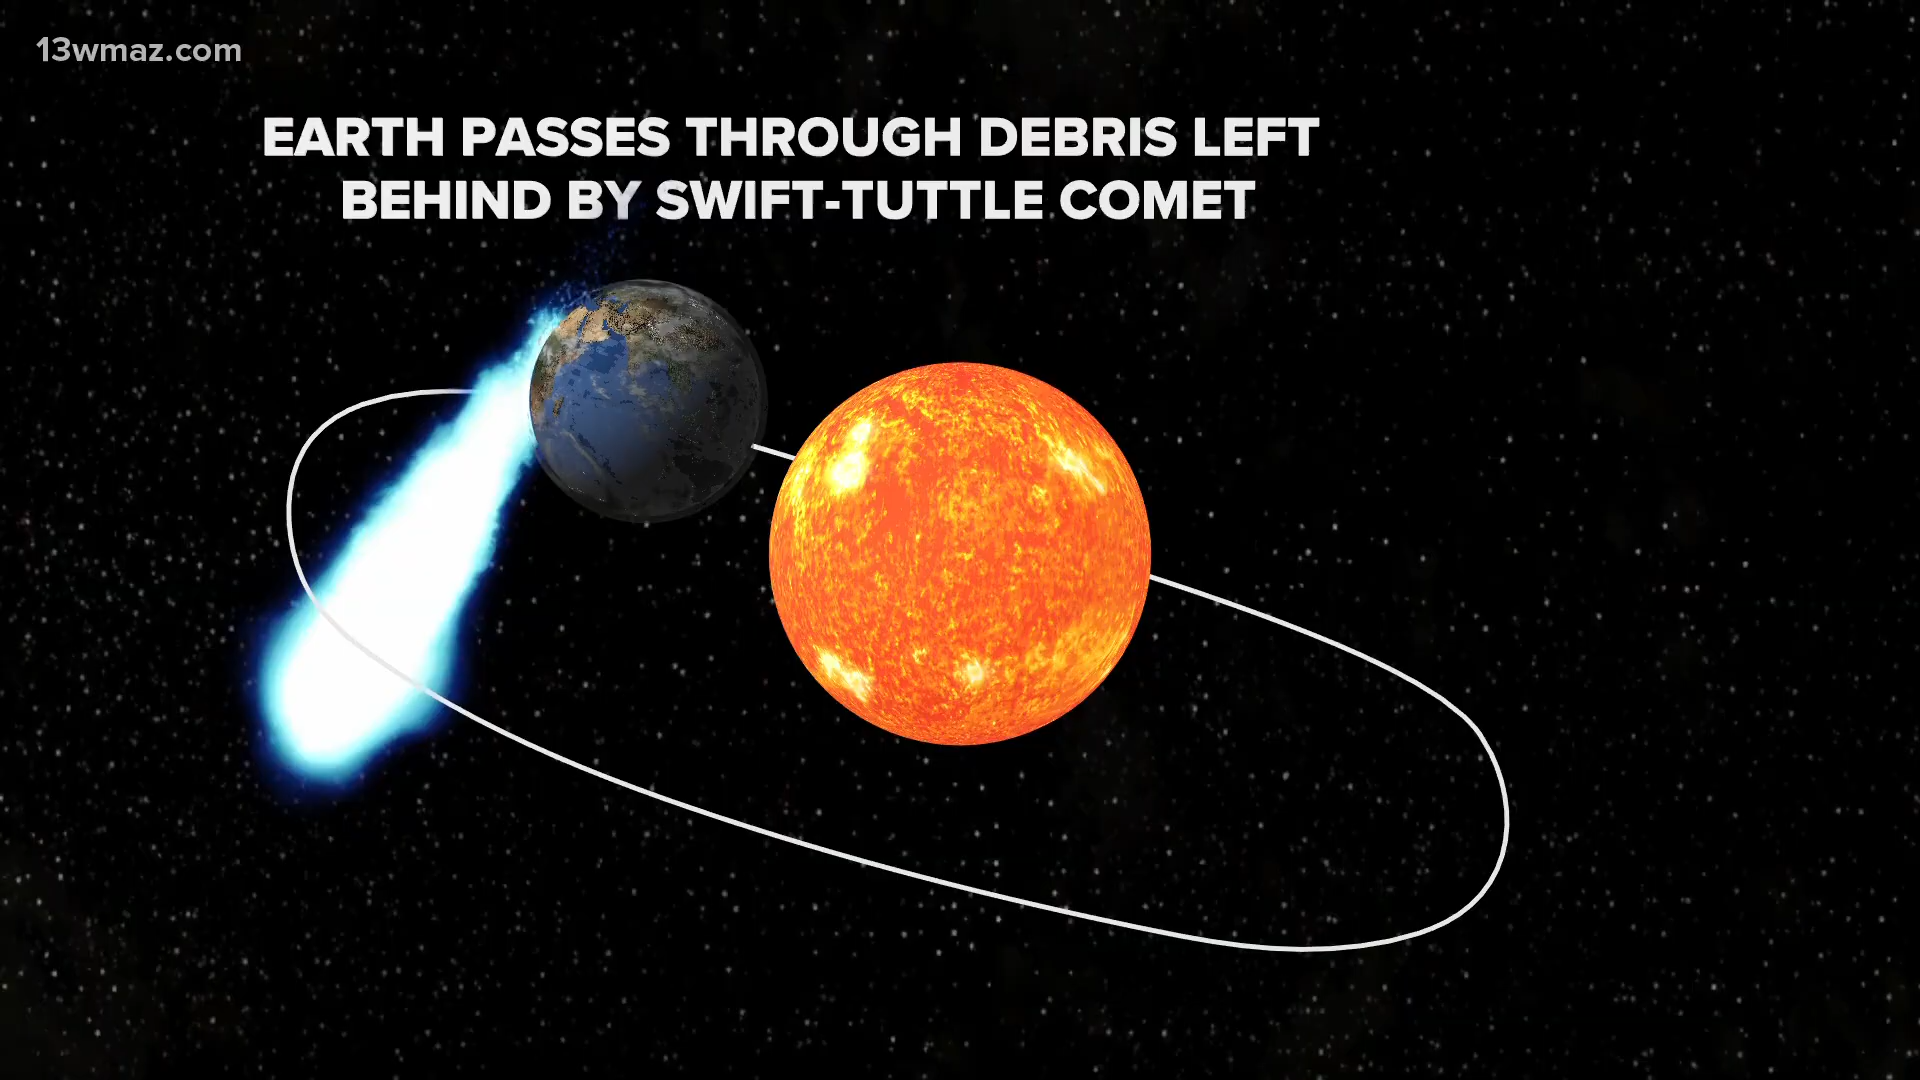 13wmaz.com
EARTH PASSES THROUGH DEBRIS LEFT
BEHIND BY SWIFT-TUTTLE COMET